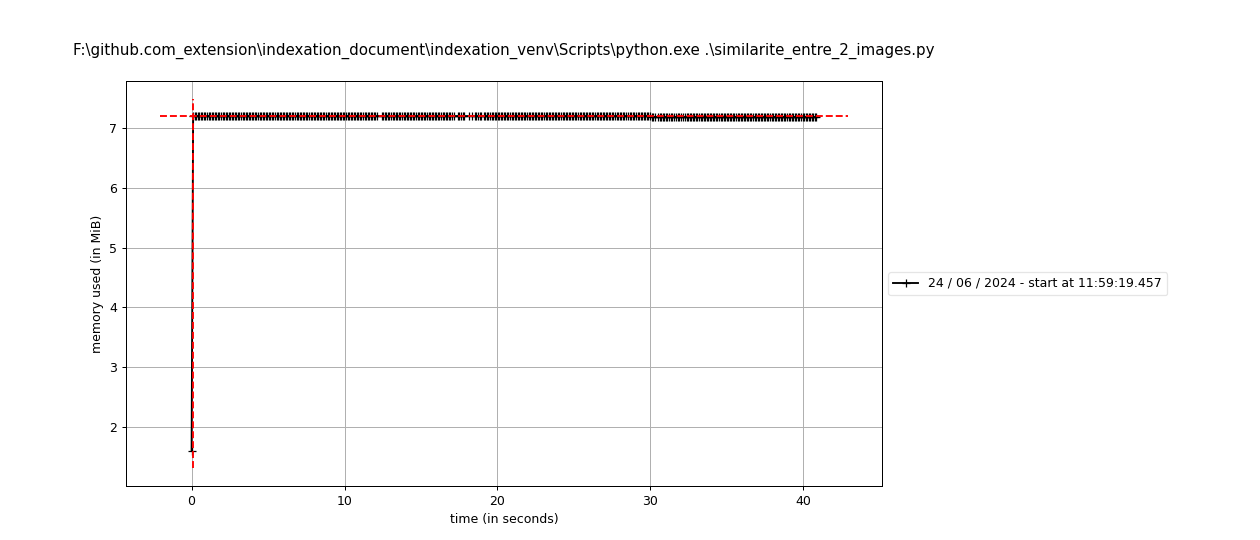 F:\github.com_extension\indexation_document\indexation_venv\Scripts\python.exe .\similarite_entre_2_images.py
7
6
5
4
3
2
memory used (in MiB)
24 / 06 / 2024 - start at 11:59:19.457
0 10 20 30 40
time (in seconds)